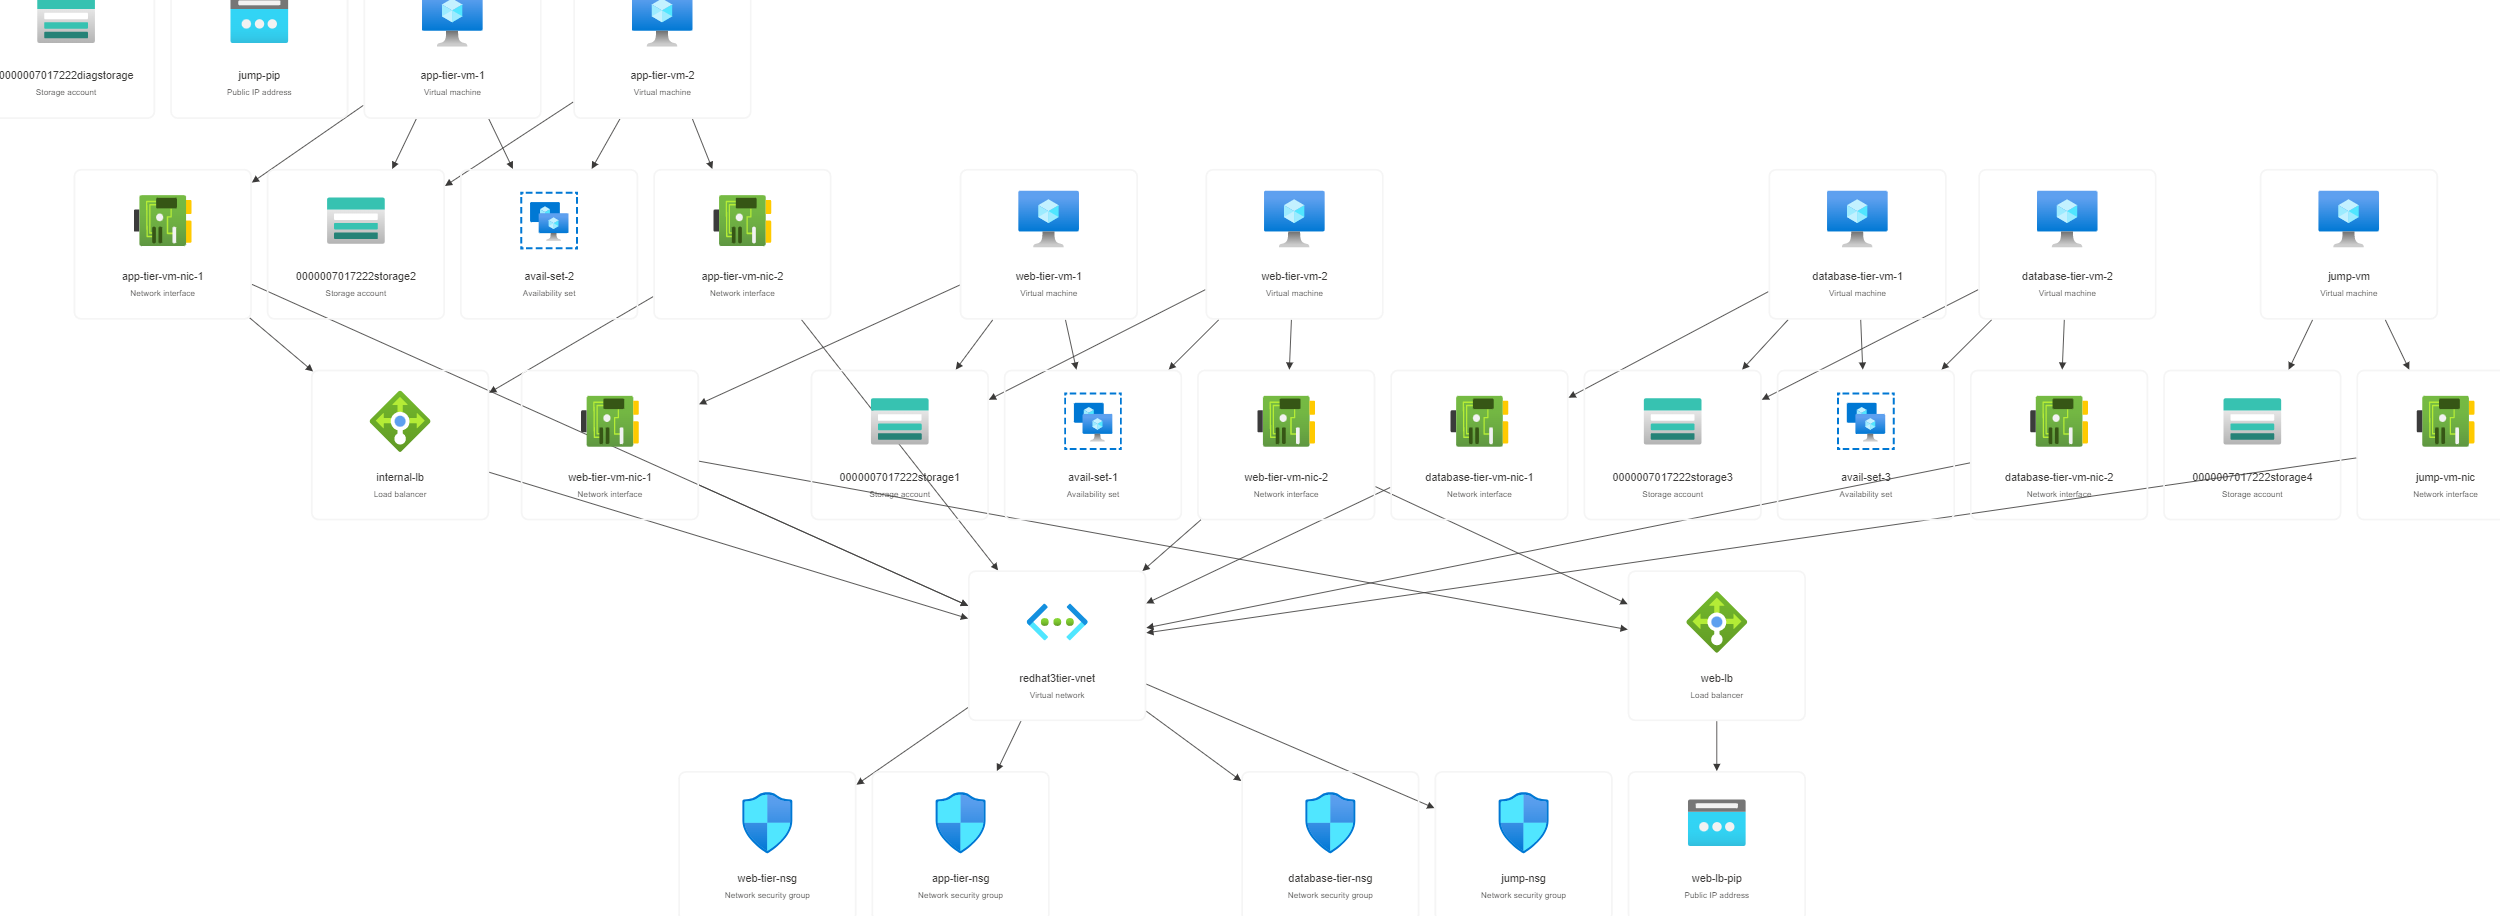 0000007017222diagstorage
Storage account
jump-pip
Public IP address
app-tier-vm-1
Virtual machine
app-tier-vm-2
Virtual machine
app-tier-vm-nic-1
Network interface
0000007017222storage2
Storage account
avail-set-2
Availability set
app-tier-vm-nic-2
Network interface
web-tier-vm-1
Virtual machine
web-tier-vm-2
Virtual machine
database-tier-vm-1
Virtual machine
database-tier-vm-2
Virtual machine
jump-vm
Virtual machine
internal-lb
Load balancer
web-tier-vm-nic-1
Network interface
0000007017222storage1
Storage account
avail-set-1
Availability set
web-tier-vm-nic-2
Network interface
database-tier-vm-nic-1
Network interface
0000007017222storage3
Storage account
avail-set-3
Availability set
database-tier-vm-nic-2
Network interface
0000007017222storage4
Storage account
jump-vm-nic
Network interface
redhat3tier-vnet
Virtual network
web-lb
Load balancer
web-tier-nsg
Network security group
app-tier-nsg
Network security group
database-tier-nsg
Network security group
jump-nsg
Network security group
web-lb-pip
Public IP address